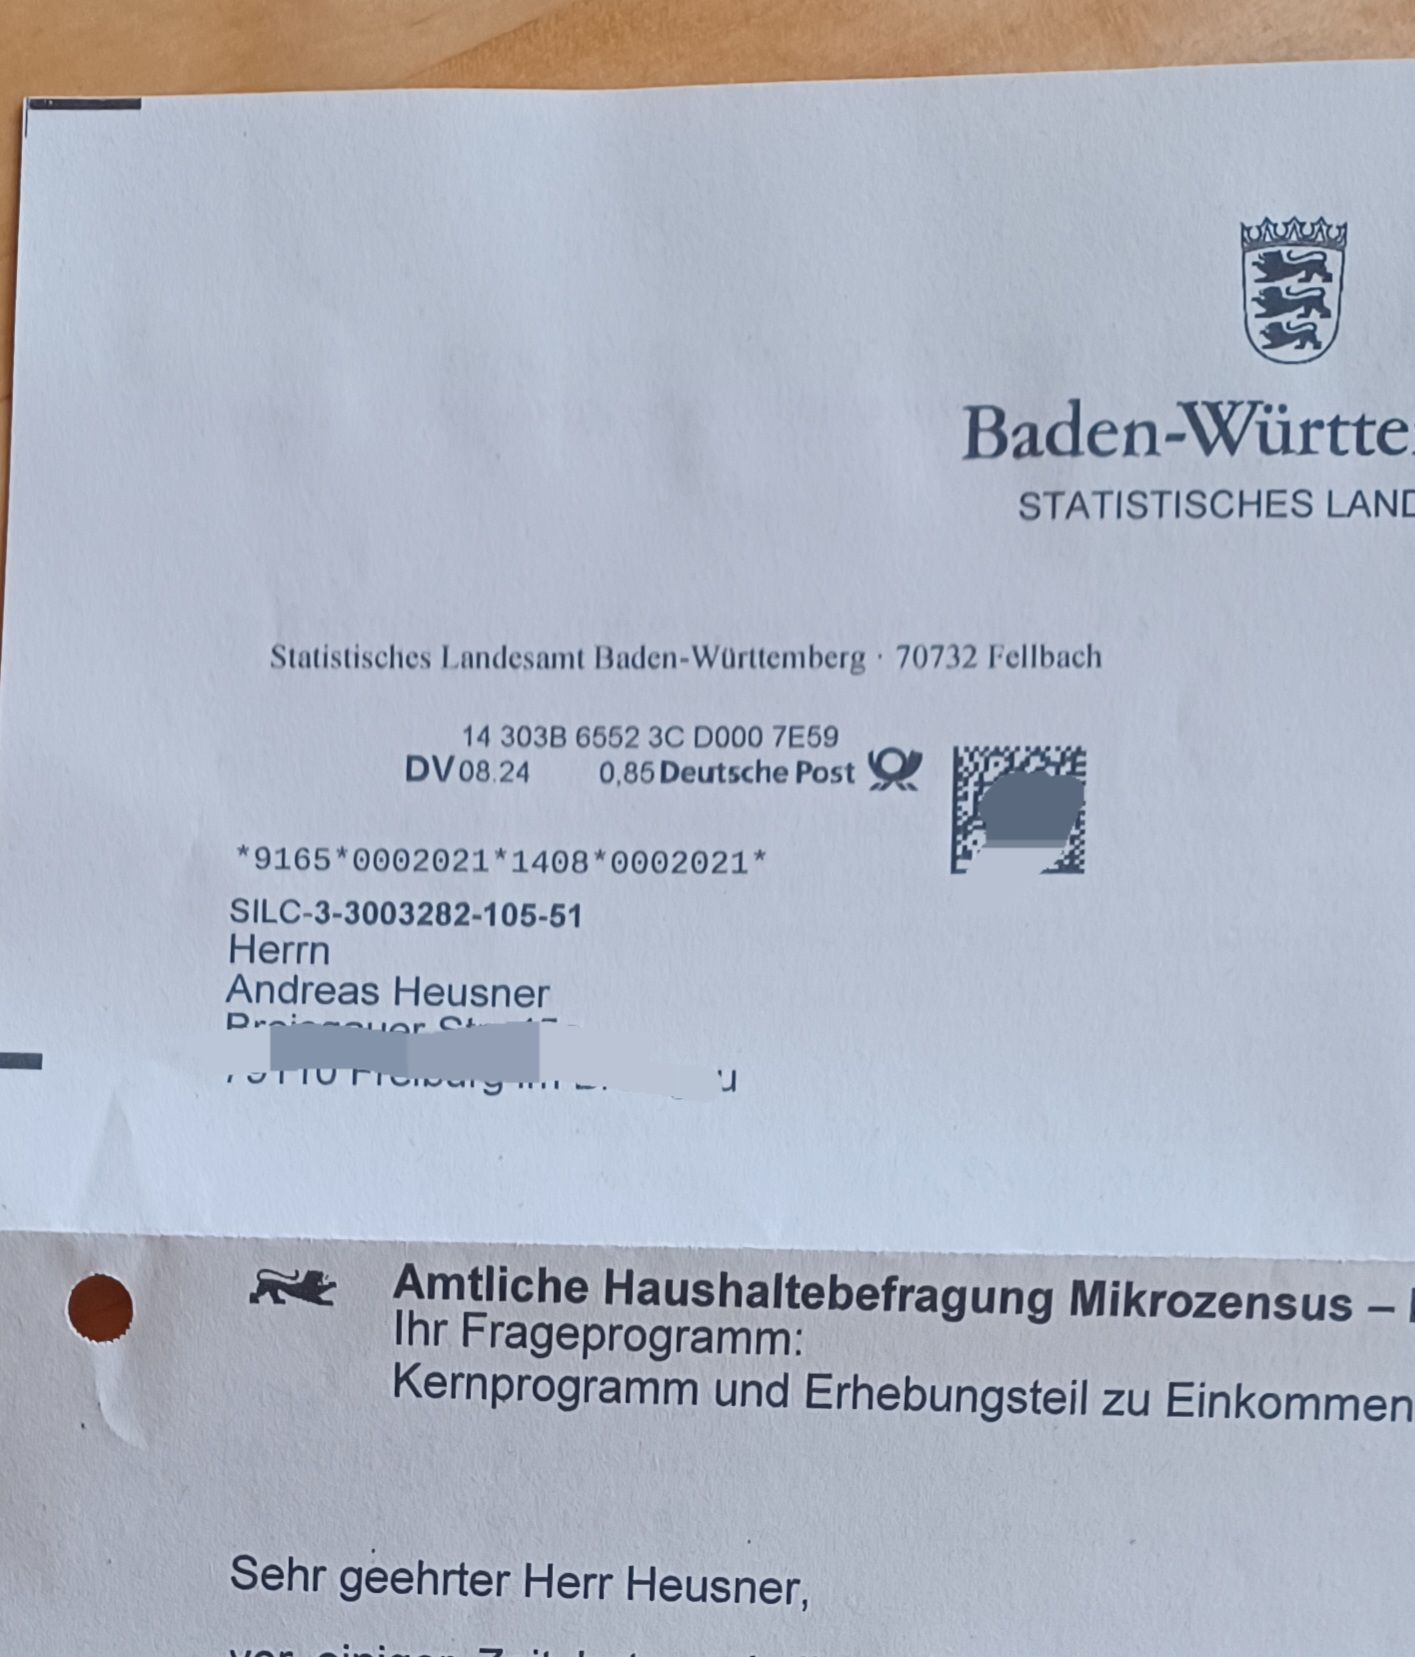 Baden-Württe
STATISTISCHES LAND
Statistisches Landesamt Baden-Württemberg · 70732 Fellbach
14 303B 6552 3C D000 7E59
DV 08.24 0,85 Deutsche Post
*9165*0002021*1408*0002021*
SILC-3-3003282-105-51
Herrn
Andreas Heusner
Amtliche Haushaltebefragung Mikrozensus –
Ihr Frageprogramm:
Kernprogramm und Erhebungsteil zu Einkommen
Sehr geehrter Herr Heusner,